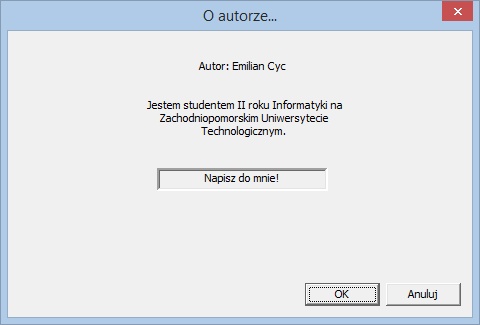 O autorze...
Autor: Emilian Cyc
Jestem studentem II roku Informatyki na
Zachodniopomorskim Uniwersytecie
Technologicznym.
Napisz do mnie!
OK
Anuluj